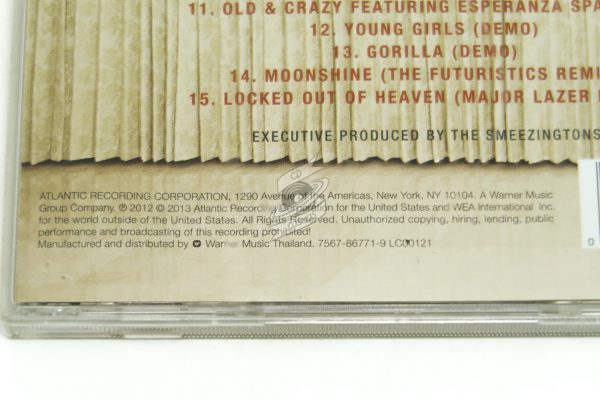 11. OLD & CRAZY FEATURING ESPERANZA SPA
12. YOUNG GIRLS (DEMO)
13. GORILLA (DEMO)
14. MOONSHINE (THE FUTURISTICS REMI
15. LOCKED OUT OF HEAVEN (MAJOR LAZER
EXECUTIVE PRODUCED BY THE SMEEZINGTONS
ATLANTIC RECORDING CORPORATION, 1290 Avenue of the Americas, New York, NY 10104. A Warner Music
Group Company. ℗ 2012 © 2013 Atlantic Recording Corporation for the United States and WEA International Inc.
for the world outside of the United States. All Rights Reserved. Unauthorized copying, hiring, lending, public
performance and broadcasting of this recording prohibited!
Manufactured and distributed by Warner Music Thailand. 7567-86771-9 LC00121
CD
0